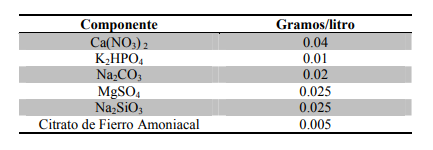 Componente Gramos/litro
Ca(NO₃) ₂ 0.04
K₂HPO₄ 0.01
Na₂CO₃ 0.02
MgSO₄ 0.025
Na₂SiO₃ 0.025
Citrato de Fierro Amoniacal 0.005